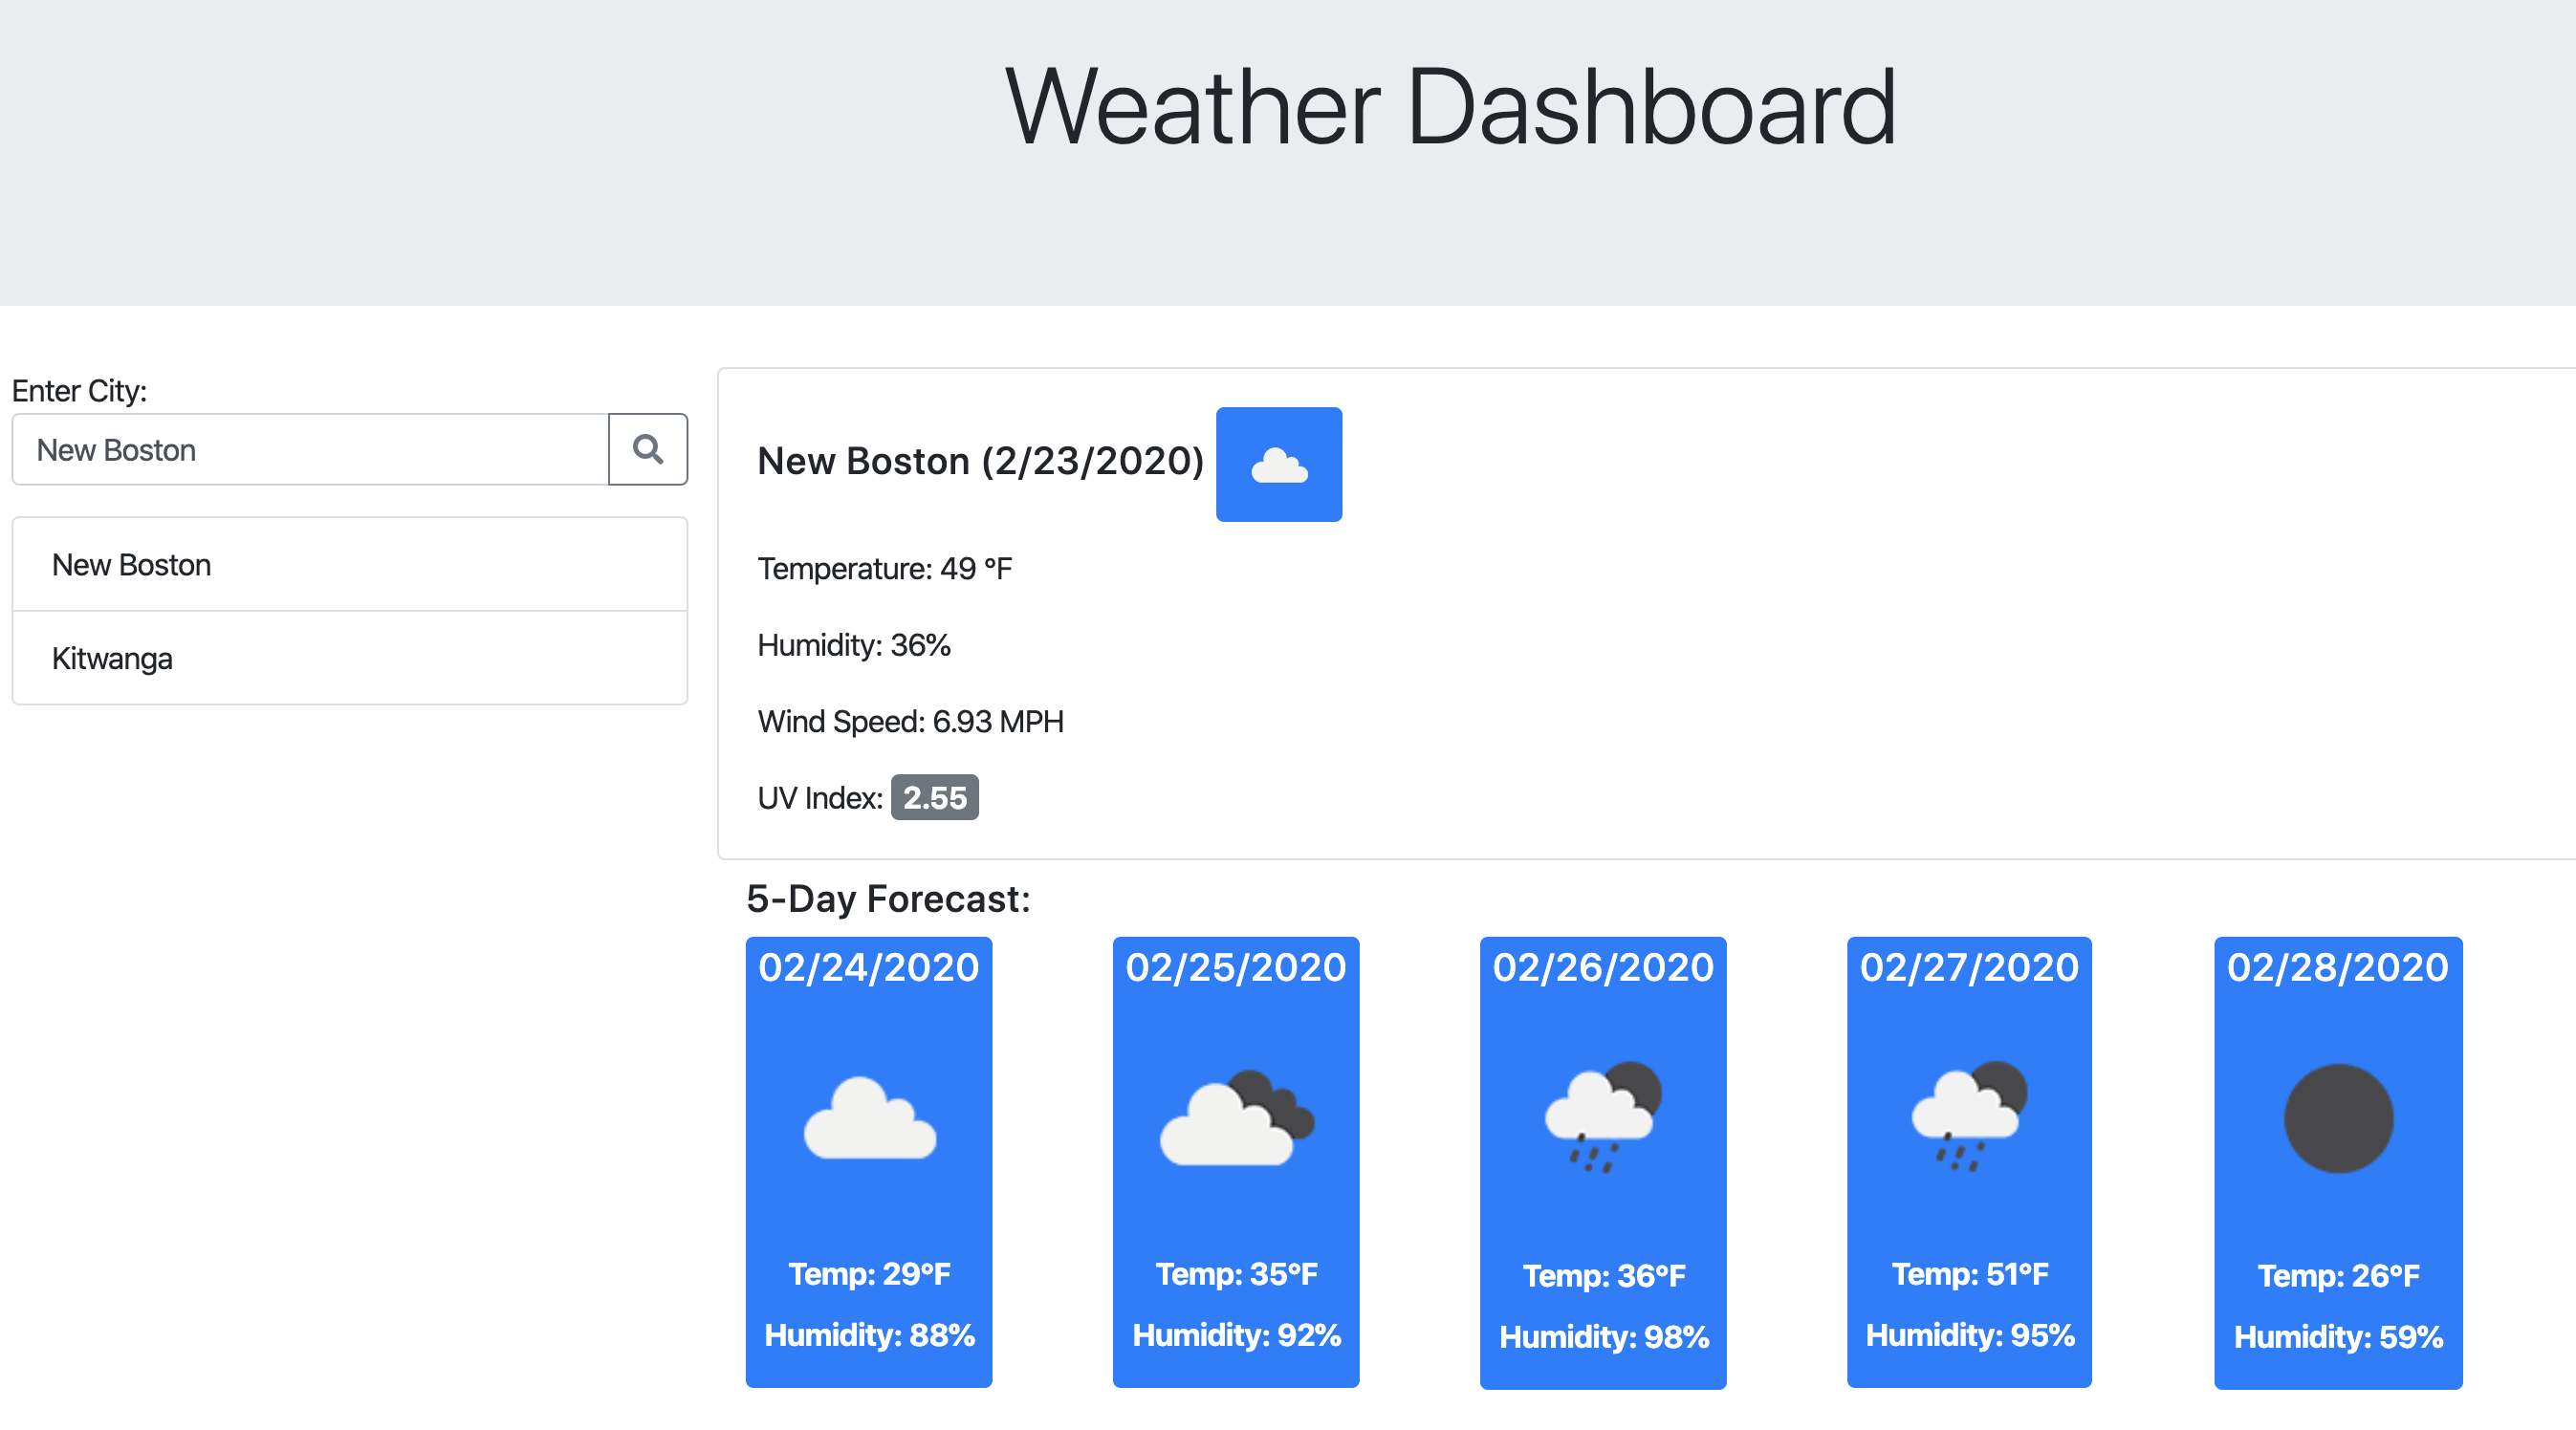 Weather Dashboard
Enter City:
New Boston
New Boston
Kitwanga
New Boston (2/23/2020)
Temperature: 49 °F
Humidity: 36%
Wind Speed: 6.93 MPH
UV Index: 2.55
5-Day Forecast:
02/24/2020
Temp: 29°F
Humidity: 88%
02/25/2020
Temp: 35°F
Humidity: 92%
02/26/2020
Temp: 36°F
Humidity: 98%
02/27/2020
Temp: 51°F
Humidity: 95%
02/28/2020
Temp: 26°F
Humidity: 59%